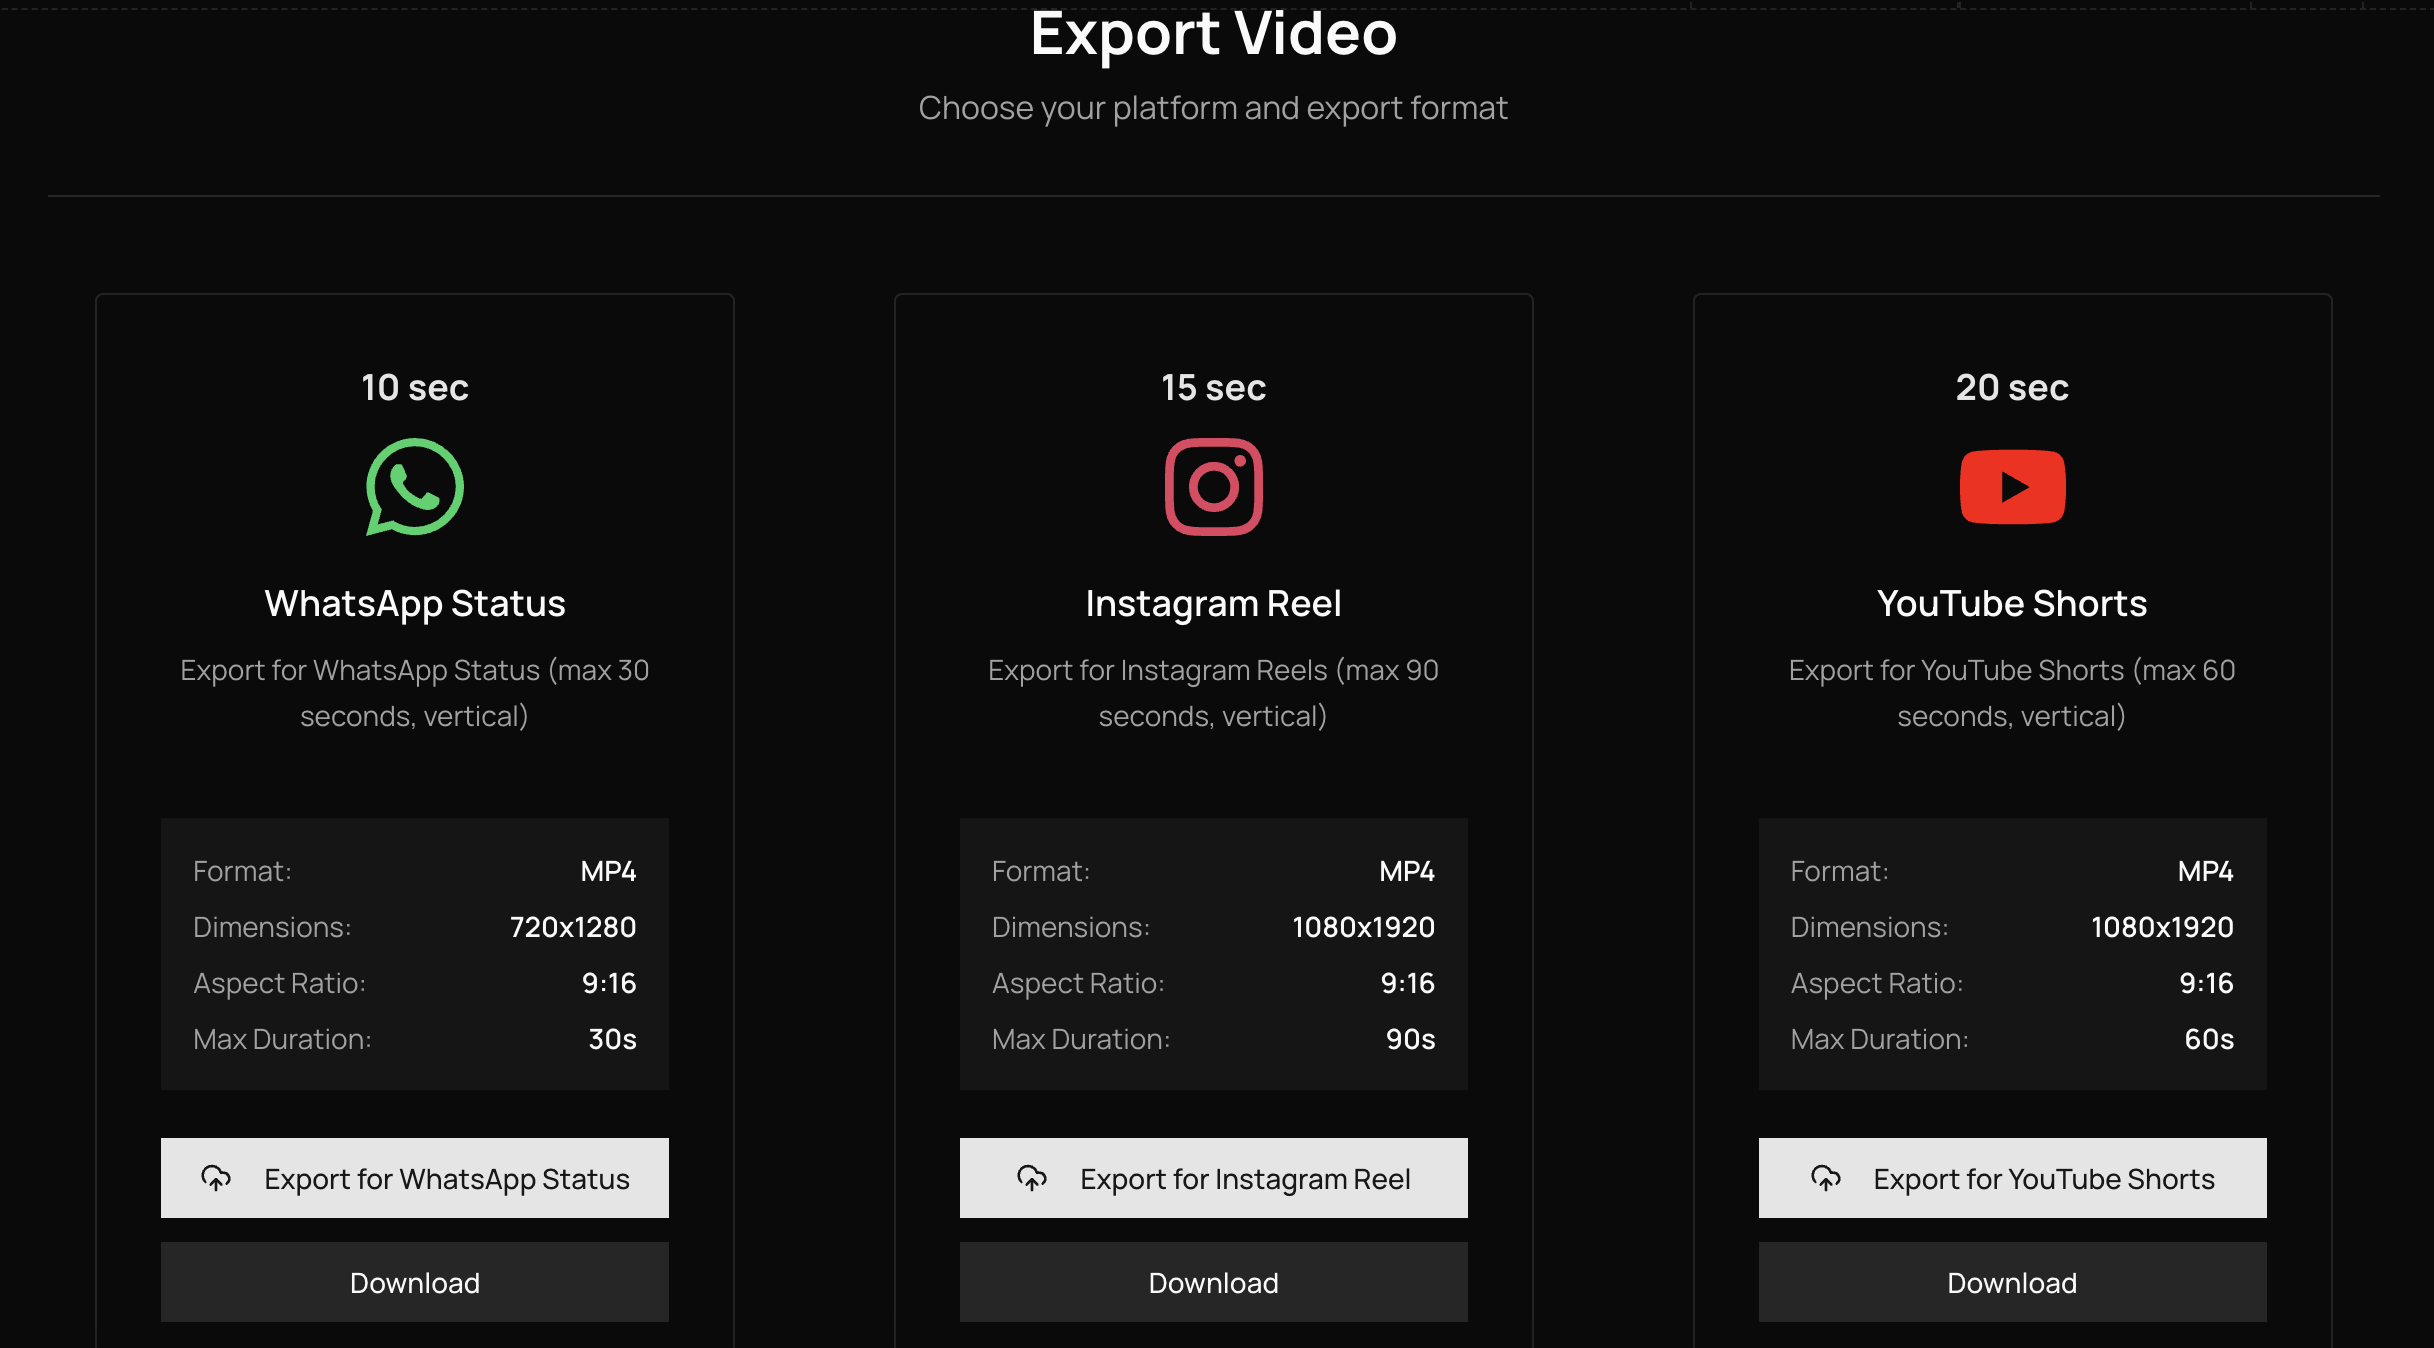 Export Video
Choose your platform and export format
10 sec
WhatsApp Status
Export for WhatsApp Status (max 30
seconds, vertical)
Format: MP4
Dimensions: 720x1280
Aspect Ratio: 9:16
Max Duration: 30s
Export for WhatsApp Status
Download
15 sec
Instagram Reel
Export for Instagram Reels (max 90
seconds, vertical)
Format: MP4
Dimensions: 1080x1920
Aspect Ratio: 9:16
Max Duration: 90s
Export for Instagram Reel
Download
20 sec
YouTube Shorts
Export for YouTube Shorts (max 60
seconds, vertical)
Format: MP4
Dimensions: 1080x1920
Aspect Ratio: 9:16
Max Duration: 60s
Export for YouTube Shorts
Download